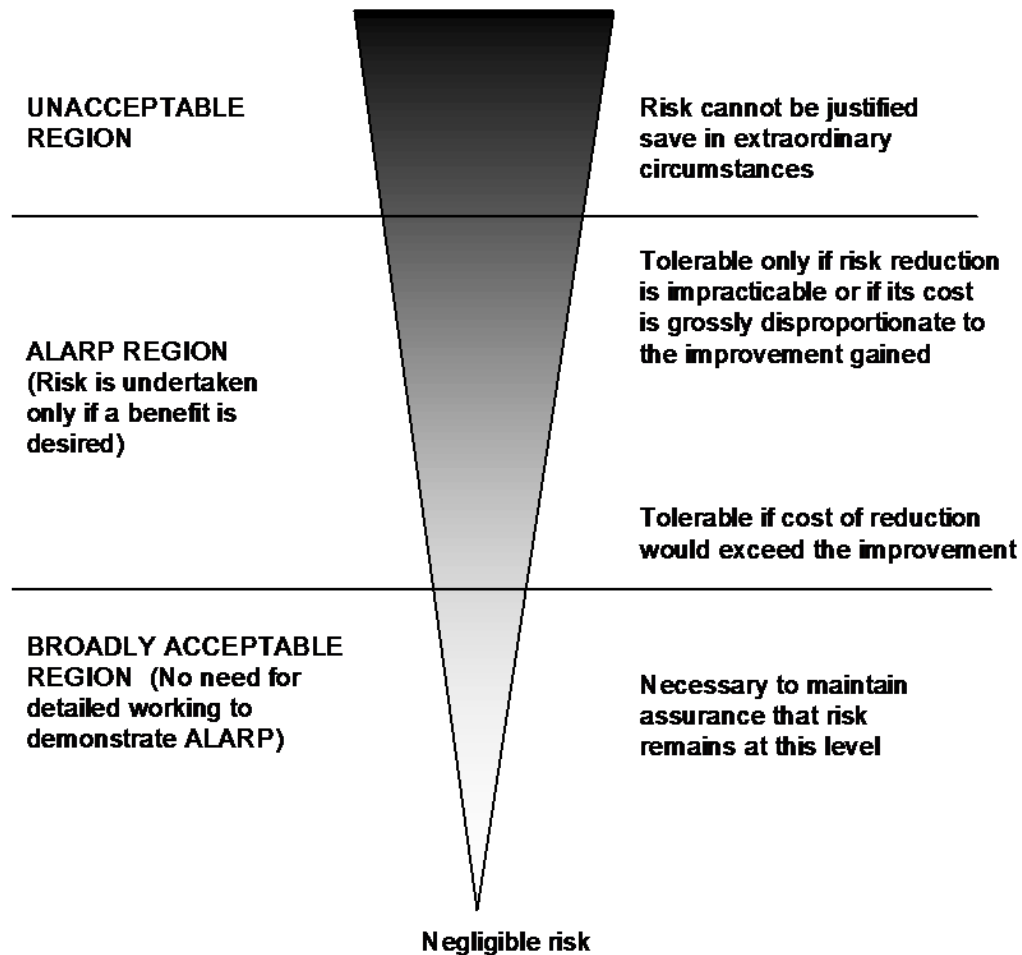 UNACCEPTABLE
REGION
Risk cannot be justified
save in extraordinary
circumstances
ALARP REGION
(Risk is undertaken
only if a benefit is
desired)
Tolerable only if risk reduction
is impracticable or if its cost
is grossly disproportionate to
the improvement gained
Tolerable if cost of reduction
would exceed the improvement
BROADLY ACCEPTABLE
REGION (No need for
detailed working to
demonstrate ALARP)
Necessary to maintain
assurance that risk
remains at this level
Negligible risk